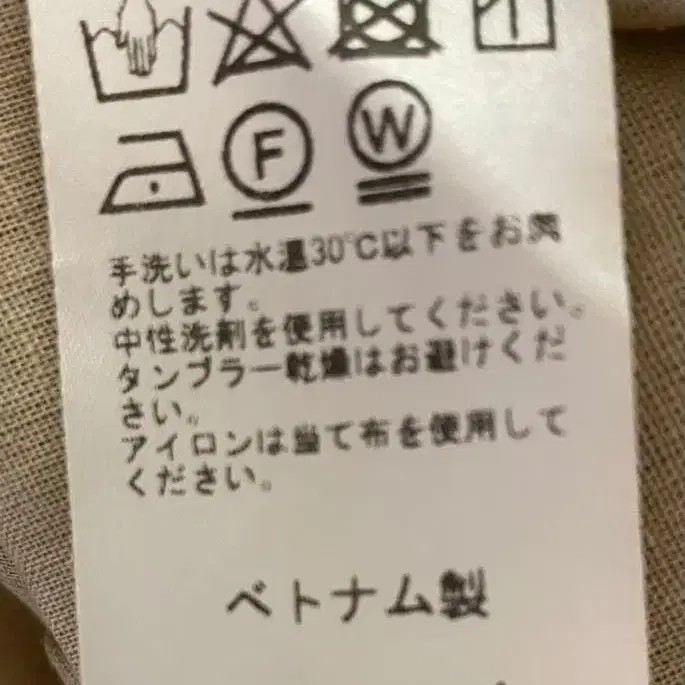 F
W
手洗いは水温30℃以下をお奨
めします。
中性洗剤を使用してください。
タンブラー乾燥はお避けくだ
さい。
アイロンは当て布を使用して
ください。
ベトナム製